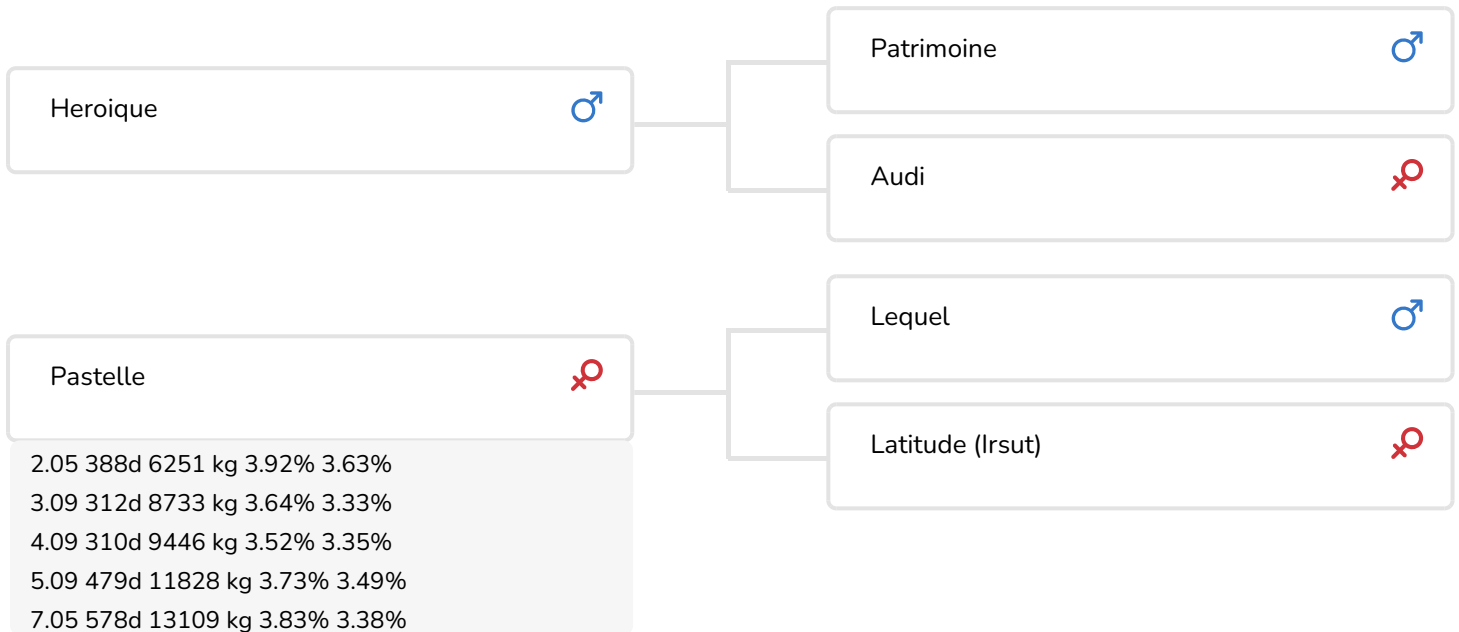 Heroique
Patrimoine
Audi
Pastelle
2.05 388d 6251 kg 3.92% 3.63%
3.09 312d 8733 kg 3.64% 3.33%
4.09 310d 9446 kg 3.52% 3.35%
5.09 479d 11828 kg 3.73% 3.49%
7.05 578d 13109 kg 3.83% 3.38%
Lequel
Latitude (Irsut)